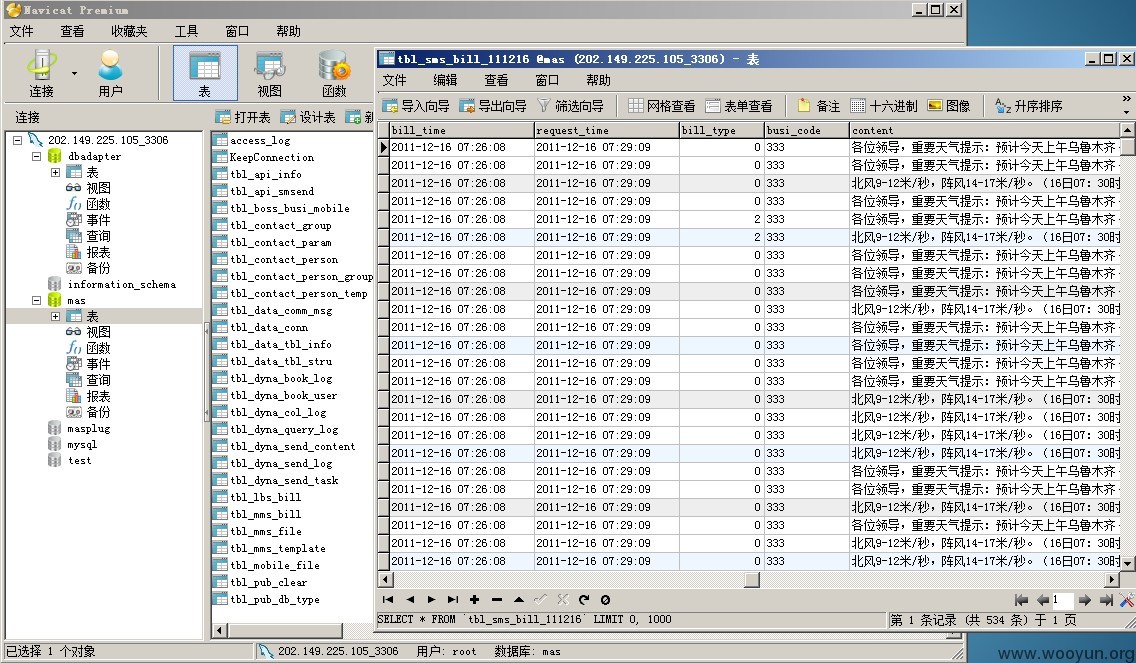 Navicat Premium
文件 查看 收藏夹 工具 窗口 帮助
连接 用户 表 视图 函数
连接
打开表 设计表
202.149.225.105_3306
dbadapter
表
视图
函数
事件
查询
报表
备份
information_schema
mas
表
视图
函数
事件
查询
报表
备份
masplug
mysql
test
access_log
KeepConnection
tbl_api_info
tbl_api_smsend
tbl_boss_busi_mobile
tbl_contact_group
tbl_contact_param
tbl_contact_person
tbl_contact_person_group
tbl_contact_person_temp
tbl_data_comm_msg
tbl_data_conn
tbl_data_tbl_info
tbl_data_tbl_stru
tbl_dyna_book_log
tbl_dyna_book_user
tbl_dyna_col_log
tbl_dyna_query_log
tbl_dyna_send_content
tbl_dyna_send_log
tbl_dyna_send_task
tbl_lbs_bill
tbl_mms_bill
tbl_mms_file
tbl_mms_template
tbl_mobile_file
tbl_pub_clear
tbl_pub_db_type
tbl_sms_bill_111216 @mas (202.149.225.105_3306) - 表
文件 编辑 查看 窗口 帮助
导入向导 导出向导 筛选向导 网格查看 表单查看 备注 十六进制 图像 升序排序 »
bill_time request_time bill_type busi_code content
2011-12-16 07:26:08 2011-12-16 07:29:09 0 333 各位领导，重要天气提示：预计今天上午乌鲁木齐
2011-12-16 07:26:08 2011-12-16 07:29:09 0 333 各位领导，重要天气提示：预计今天上午乌鲁木齐
2011-12-16 07:26:08 2011-12-16 07:29:09 0 333 北风9-12米/秒，阵风14-17米/秒。（16日07：30时
2011-12-16 07:26:08 2011-12-16 07:29:09 0 333 各位领导，重要天气提示：预计今天上午乌鲁木齐
2011-12-16 07:26:08 2011-12-16 07:29:09 2 333 各位领导，重要天气提示：预计今天上午乌鲁木齐
2011-12-16 07:26:08 2011-12-16 07:29:09 2 333 北风9-12米/秒，阵风14-17米/秒。（16日07：30时
2011-12-16 07:26:08 2011-12-16 07:29:09 0 333 各位领导，重要天气提示：预计今天上午乌鲁木齐
2011-12-16 07:26:08 2011-12-16 07:29:09 0 333 各位领导，重要天气提示：预计今天上午乌鲁木齐
2011-12-16 07:26:08 2011-12-16 07:29:09 0 333 各位领导，重要天气提示：预计今天上午乌鲁木齐
2011-12-16 07:26:08 2011-12-16 07:29:09 0 333 北风9-12米/秒，阵风14-17米/秒。（16日07：30时
2011-12-16 07:26:08 2011-12-16 07:29:09 0 333 北风9-12米/秒，阵风14-17米/秒。（16日07：30时
2011-12-16 07:26:08 2011-12-16 07:29:09 0 333 各位领导，重要天气提示：预计今天上午乌鲁木齐
2011-12-16 07:26:08 2011-12-16 07:29:09 0 333 各位领导，重要天气提示：预计今天上午乌鲁木齐
2011-12-16 07:26:08 2011-12-16 07:29:09 0 333 各位领导，重要天气提示：预计今天上午乌鲁木齐
2011-12-16 07:26:08 2011-12-16 07:29:09 0 333 北风9-12米/秒，阵风14-17米/秒。（16日07：30时
2011-12-16 07:26:08 2011-12-16 07:29:09 0 333 北风9-12米/秒，阵风14-17米/秒。（16日07：30时
2011-12-16 07:26:08 2011-12-16 07:29:09 0 333 北风9-12米/秒，阵风14-17米/秒。（16日07：30时
2011-12-16 07:26:08 2011-12-16 07:29:09 0 333 北风9-12米/秒，阵风14-17米/秒。（16日07：30时
2011-12-16 07:26:08 2011-12-16 07:29:09 0 333 各位领导，重要天气提示：预计今天上午乌鲁木齐
2011-12-16 07:26:08 2011-12-16 07:29:09 0 333 各位领导，重要天气提示：预计今天上午乌鲁木齐
2011-12-16 07:26:08 2011-12-16 07:29:09 0 333 北风9-12米/秒，阵风14-17米/秒。（16日07：30时
2011-12-16 07:26:08 2011-12-16 07:29:09 0 333 各位领导，重要天气提示：预计今天上午乌鲁木齐
2011-12-16 07:26:08 2011-12-16 07:29:09 0 333 北风9-12米/秒，阵风14-17米/秒。（16日07：30时
2011-12-16 07:26:08 2011-12-16 07:29:09 0 333 北风9-12米/秒，阵风14-17米/秒。（16日07：30时
1
SELECT * FROM `tbl_sms_bill_111216` LIMIT 0, 1000
第 1 条记录 (共 534 条) 于 1 页
已选择 1 个对象
202.149.225.105_3306 用户: root 数据库: mas
www.wooyun.org